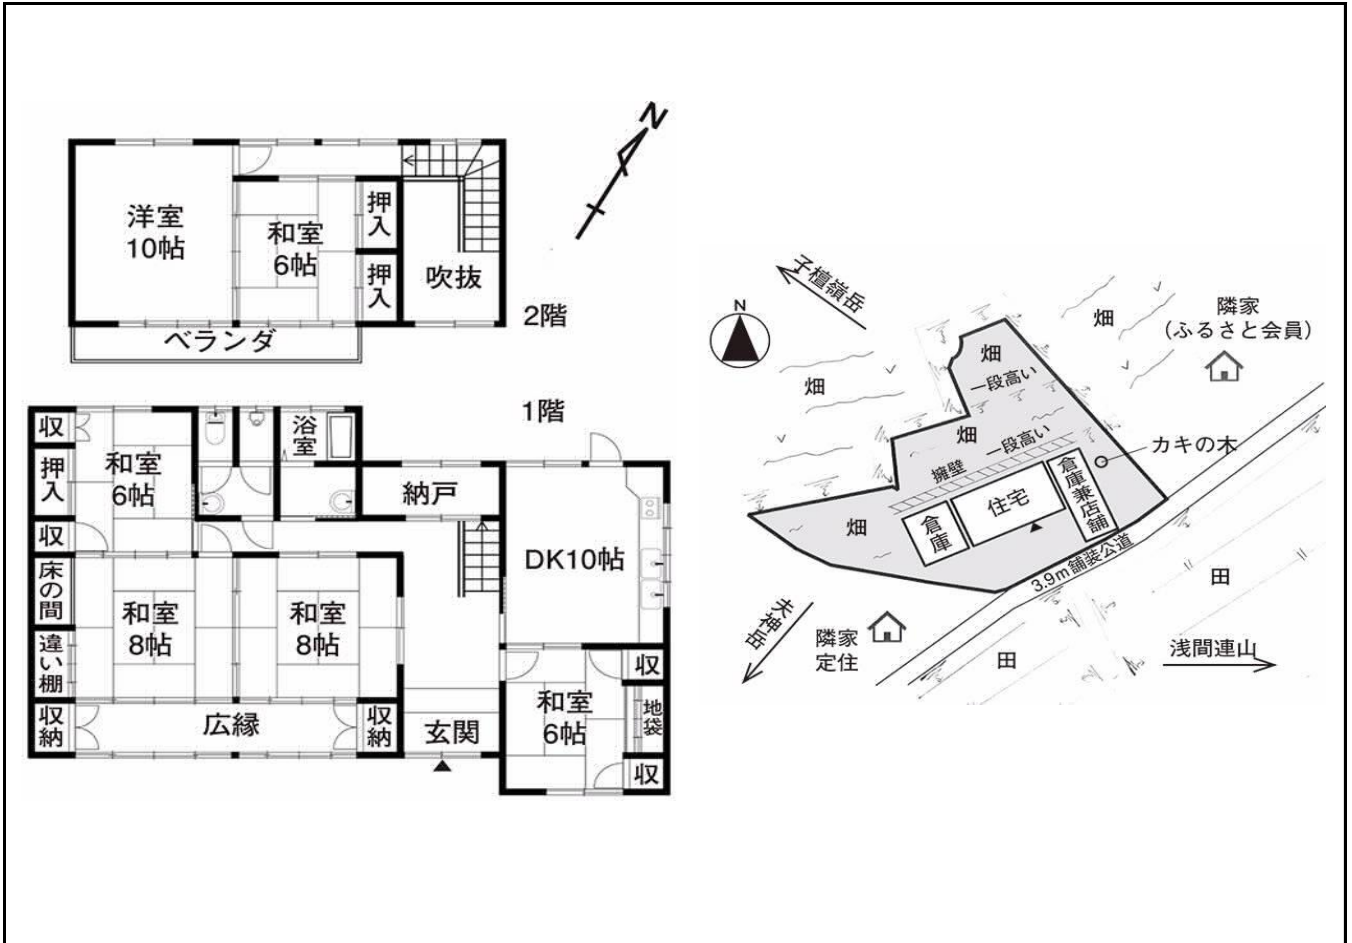 N
洋室
10帖
和室
6帖
押入
押入
吹抜
ベランダ
2階
1階
収
押入
収
和室
6帖
浴室
納戸
DK10帖
床の間
違い棚
和室
8帖
和室
8帖
収納
広縁
収納
玄関
和室
6帖
収
地袋
収
N
子檀嶺岳
畑
隣家
(ふるさと会員)
畑
畑
一段高い
畑
一段高い
擁壁
カキの木
畑
倉庫
住宅
倉庫兼店舗
3.9m舗装公道
田
夫神岳
隣家
定住
田
浅間連山